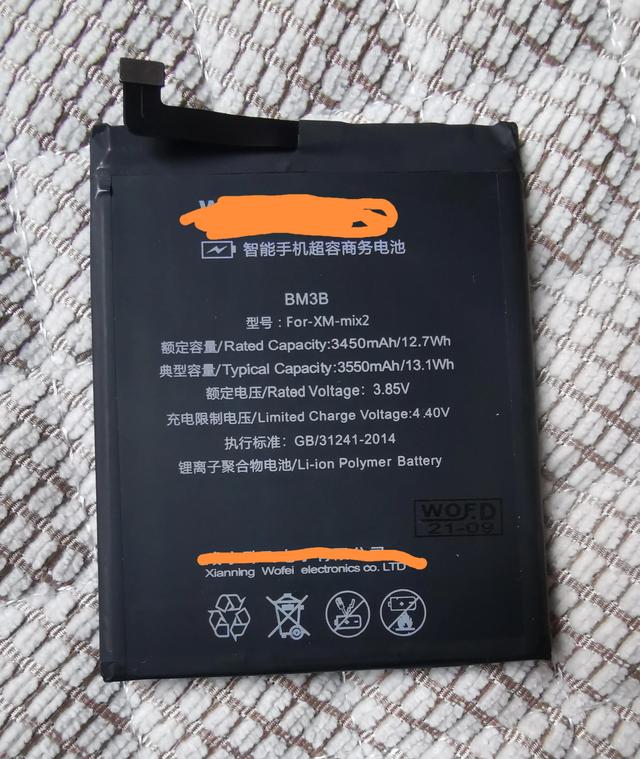 智能手机超容商务电池
BM3B
型号：For-XM-mix2
额定容量/Rated Capacity:3450mAh/12.7Wh
典型容量/Typical Capacity:3550mAh/13.1Wh
额定电压/Rated Voltage: 3.85V
充电限制电压/Limited Charge Voltage:4.40V
执行标准：GB/31241-2014
锂离子聚合物电池/Li-ion Polymer Battery
WOFD
21-09
Xianning Wofei electronics co. LTD